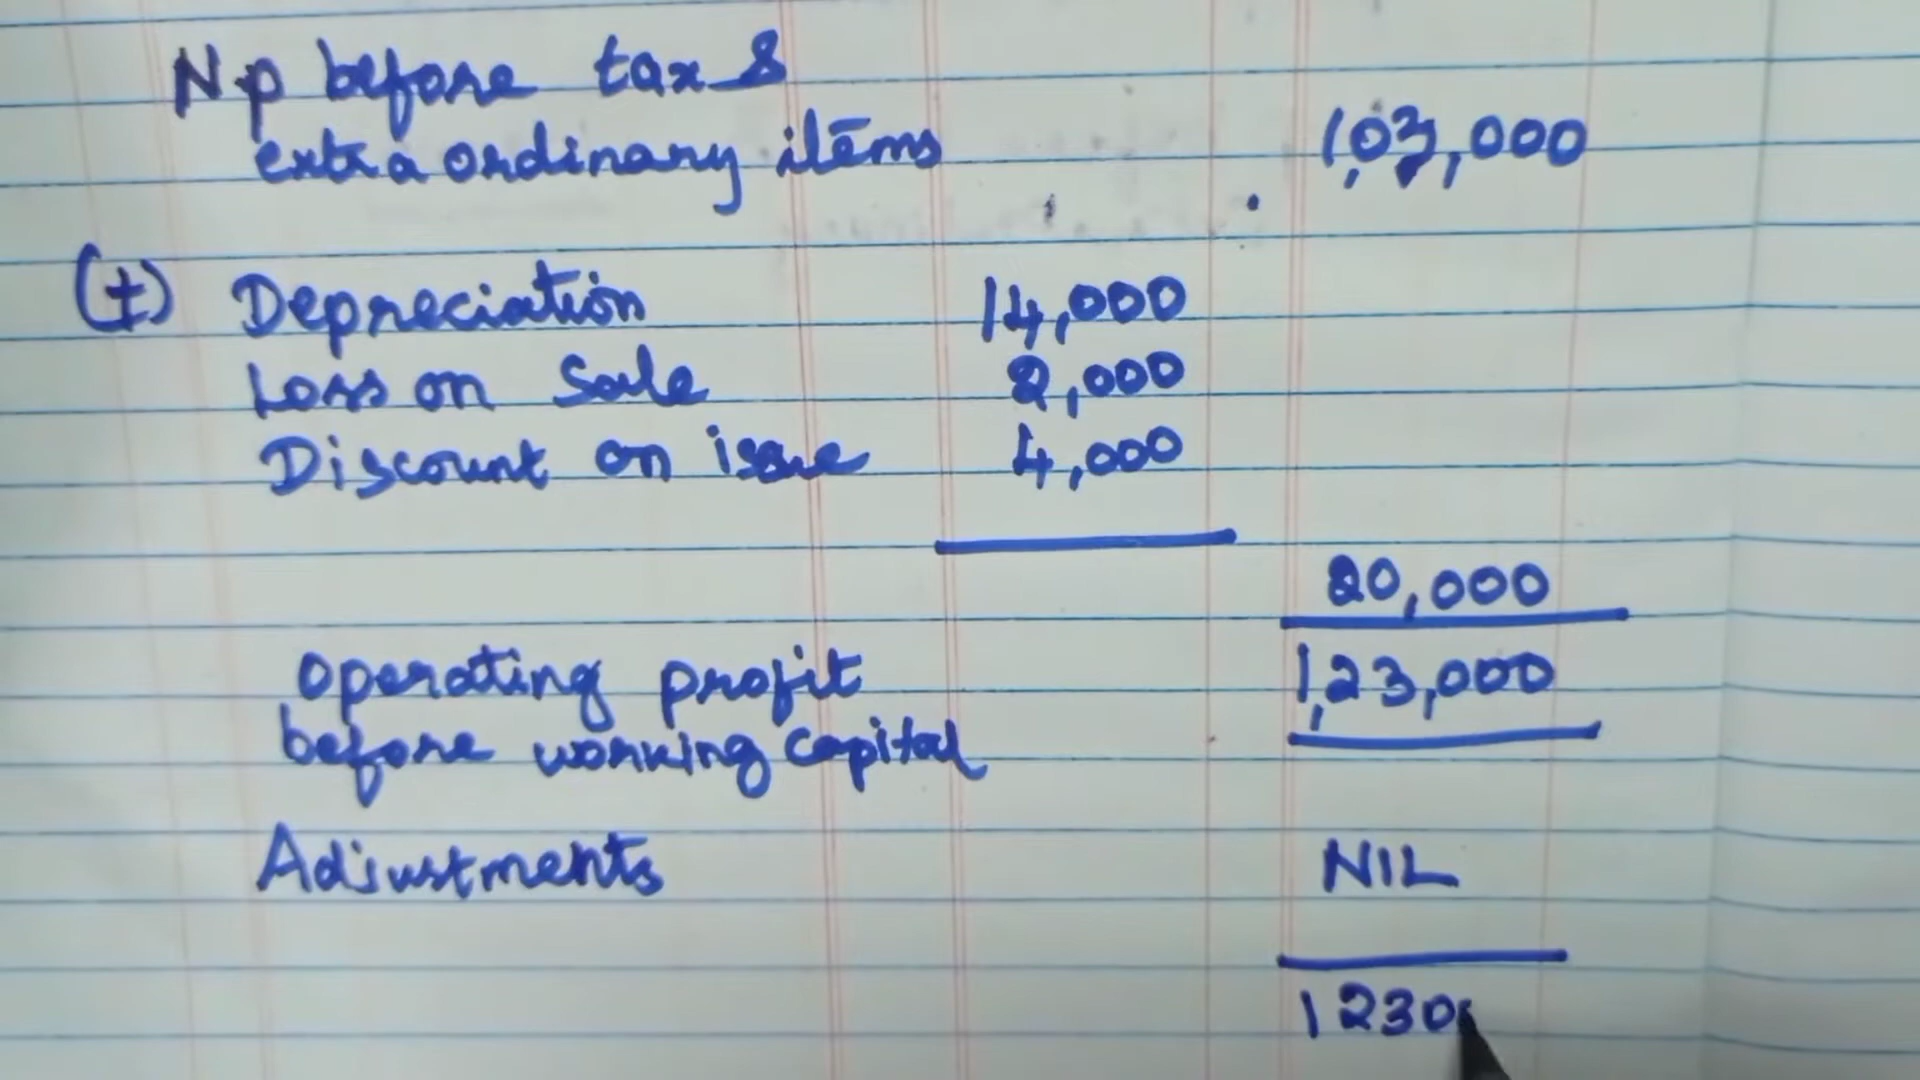 Np before tax &
extra ordinary items 1,03,000
(+) Depreciation 14,000
Loss on Sale 2,000
Discount on issue 4,000
20,000
Operating profit 1,23,000
before working capital
Adjustments NIL
1230